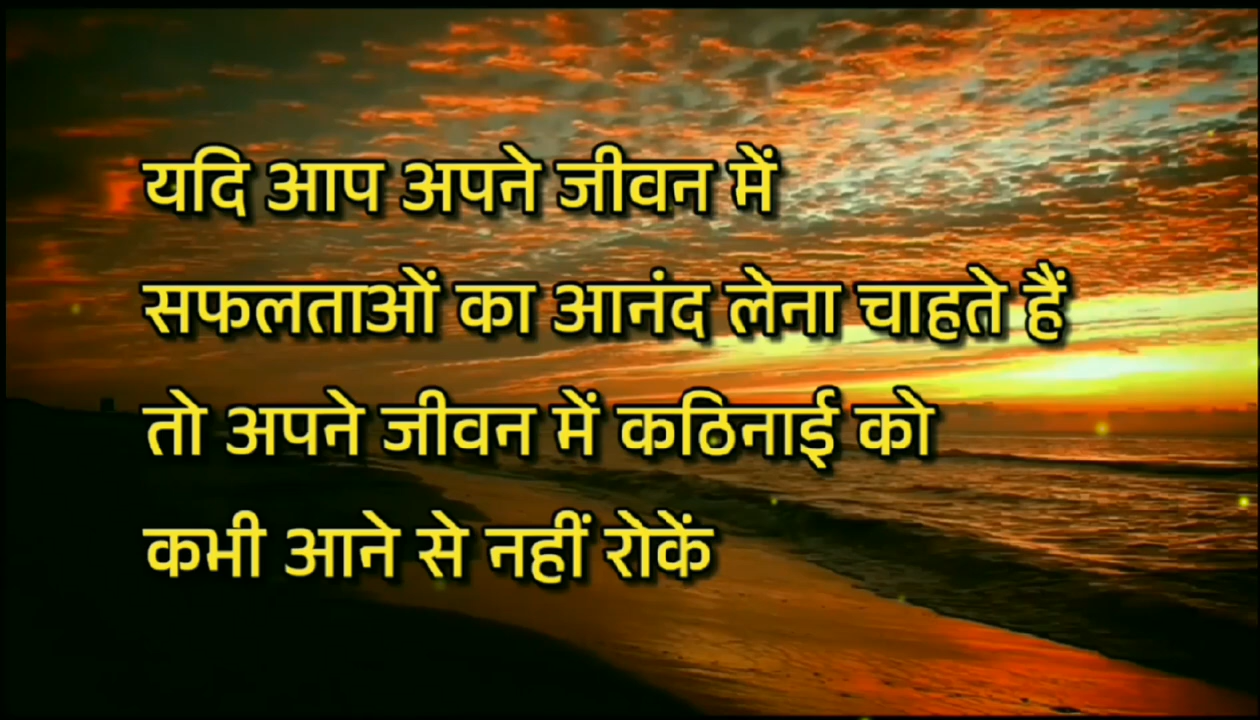 यदि आप अपने जीवन में
सफलताओं का आनंद लेना चाहते हैं
तो अपने जीवन में कठिनाई को
कभी आने से नहीं रोकें